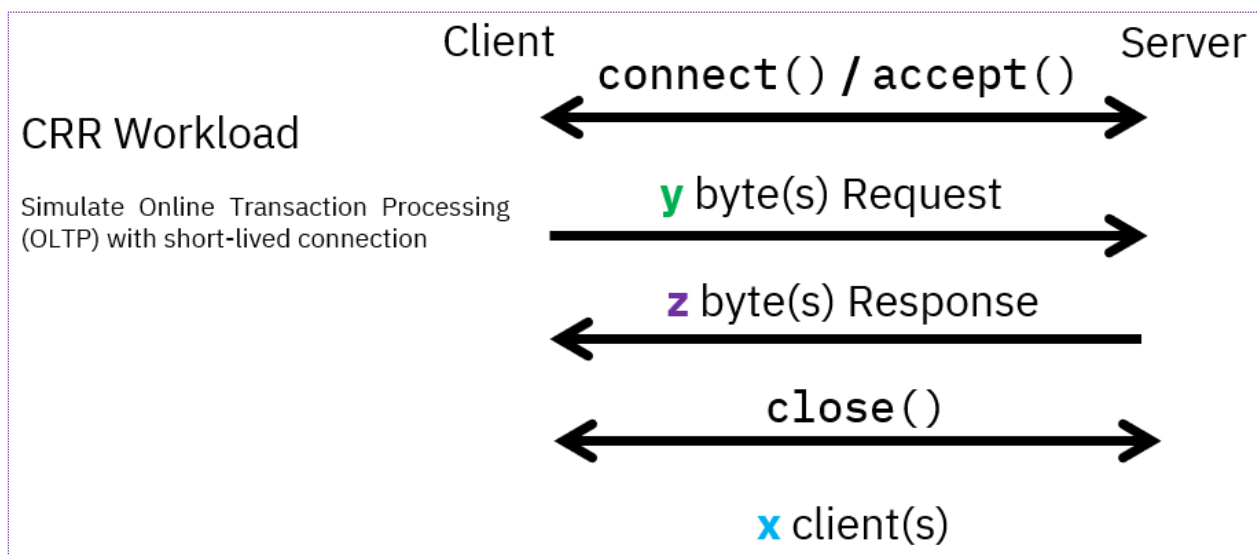 Client
Server
connect() / accept()
CRR Workload
y byte(s) Request
Simulate Online Transaction Processing
(OLTP) with short-lived connection
z byte(s) Response
close()
x client(s)